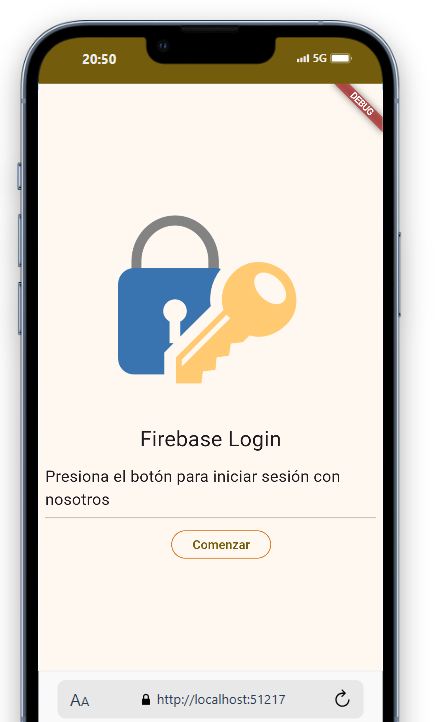 20:50
5G
DEBUG
Firebase Login
Presiona el botón para iniciar sesión con
nosotros
Comenzar
AA
http://localhost:51217